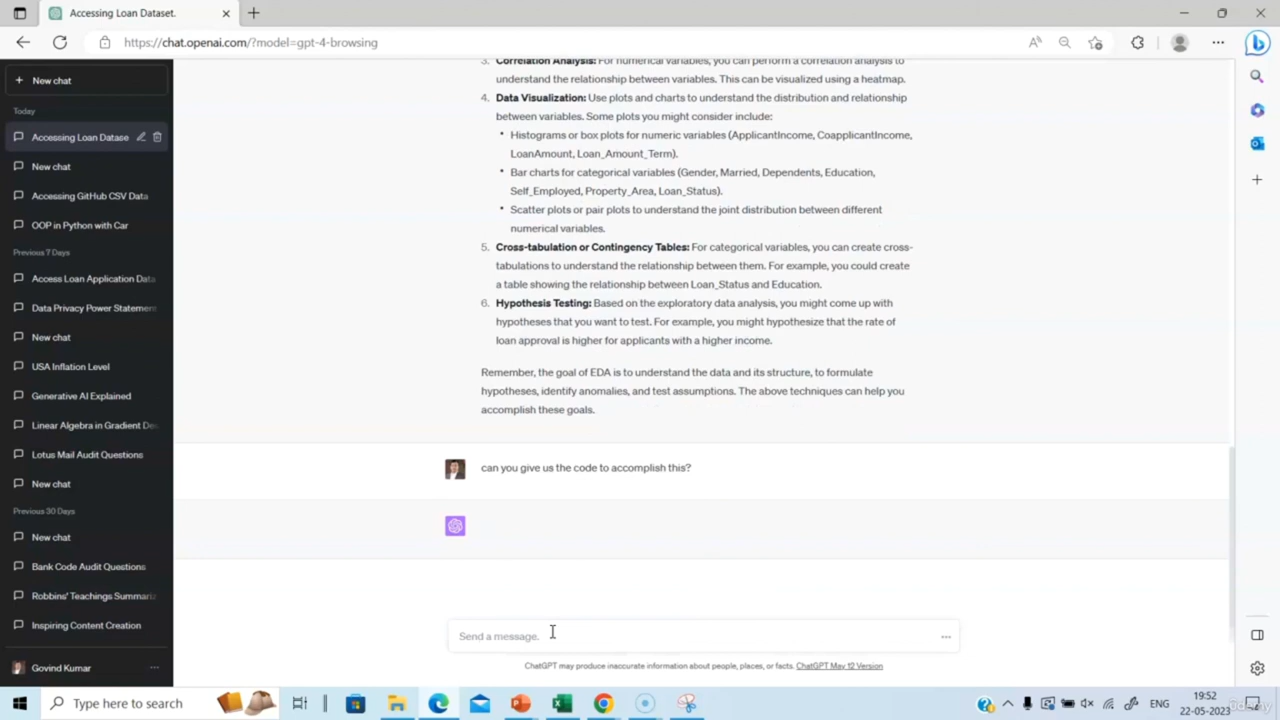 Accessing Loan Dataset.
https://chat.openai.com/?model=gpt-4-browsing
New chat
Today
Accessing Loan Datase
New chat
Accessing GitHub CSV Data
OOP in Python with Car
Previous 7 Days
Access Loan Application Data
Data Privacy Power Statement
New chat
USA Inflation Level
Generative AI Explained
Linear Algebra in Gradient De
Lotus Mail Audit Questions
New chat
Previous 30 Days
New chat
Bank Code Audit Questions
Robbins' Teachings Summari
Inspiring Content Creation
Govind Kumar
3. Correlation Analysis: For numerical variables, you can perform a correlation analysis to
understand the relationship between variables. This can be visualized using a heatmap.
4. Data Visualization: Use plots and charts to understand the distribution and relationship
between variables. Some plots you might consider include:
• Histograms or box plots for numeric variables (ApplicantIncome, CoapplicantIncome,
LoanAmount, Loan_Amount_Term).
• Bar charts for categorical variables (Gender, Married, Dependents, Education,
Self_Employed, Property_Area, Loan_Status).
• Scatter plots or pair plots to understand the joint distribution between different
numerical variables.
5. Cross-tabulation or Contingency Tables: For categorical variables, you can create cross-
tabulations to understand the relationship between them. For example, you could create
a table showing the relationship between Loan_Status and Education.
6. Hypothesis Testing: Based on the exploratory data analysis, you might come up with
hypotheses that you want to test. For example, you might hypothesize that the rate of
loan approval is higher for applicants with a higher income.
Remember, the goal of EDA is to understand the data and its structure, to formulate
hypotheses, identify anomalies, and test assumptions. The above techniques can help you
accomplish these goals.
can you give us the code to accomplish this?
Send a message.
ChatGPT may produce inaccurate information about people, places, or facts. ChatGPT May 12 Version
Type here to search
ENG
19:52
22-05-2023